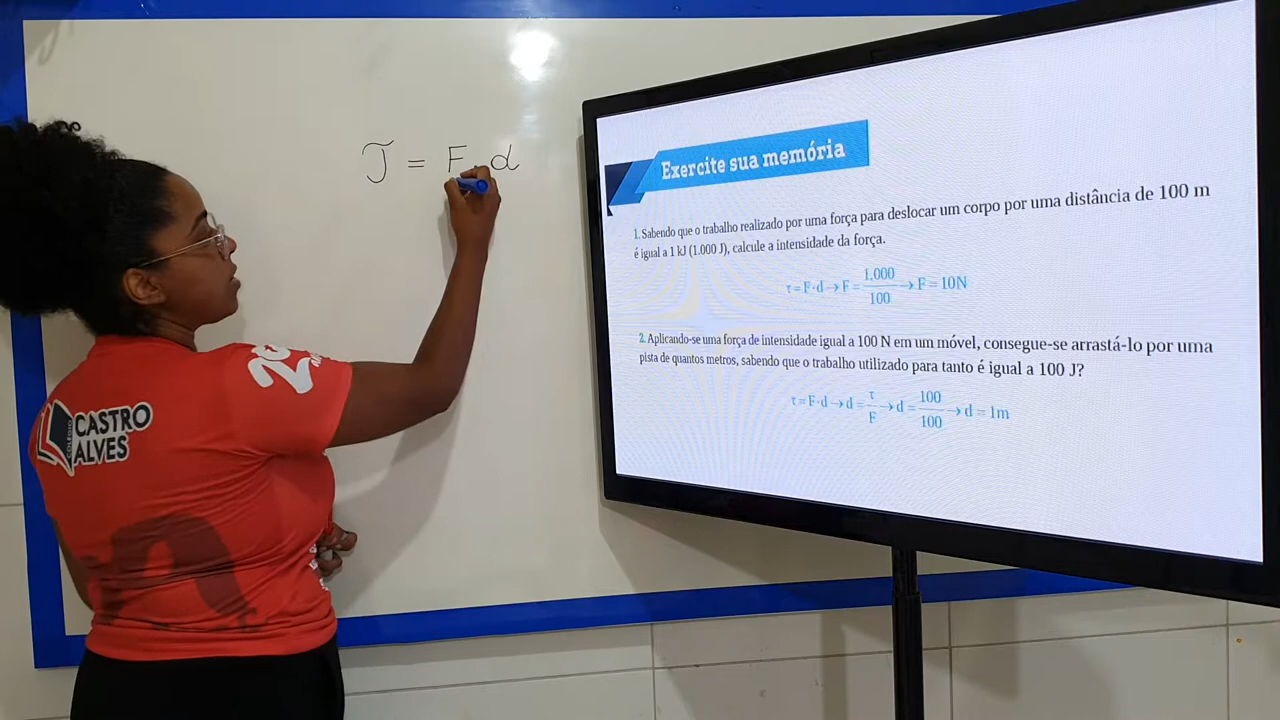 T = F · d
Exercite sua memória
1. Sabendo que o trabalho realizado por uma força para deslocar um corpo por uma distância de 100 m
é igual a 1 kJ (1.000 J), calcule a intensidade da força.
τ = F · d → F = 1.000 / 100 → F = 10N
2. Aplicando-se uma força de intensidade igual a 100 N em um móvel, consegue-se arrastá-lo por uma
pista de quantos metros, sabendo que o trabalho utilizado para tanto é igual a 100 J?
τ = F · d → d = τ / F → d = 100 / 100 → d = 1m
COLÉGIO
CASTRO
ALVES